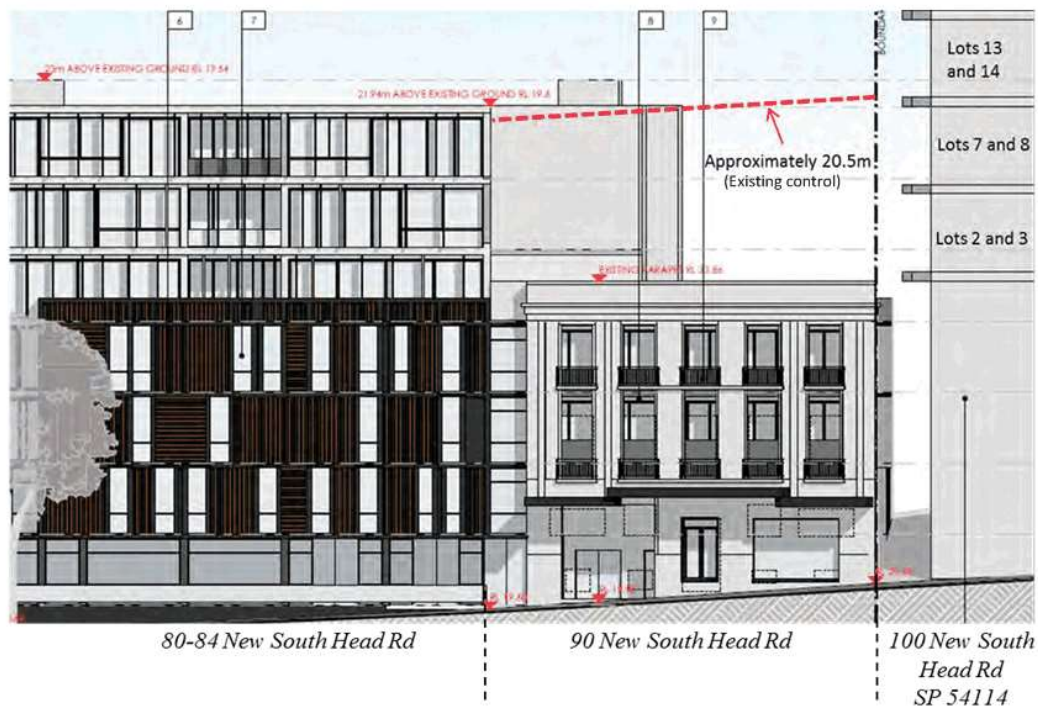 6
7
8
9
BOUNDARY
Lots 13
and 14
23m ABOVE EXISTING GROUND RL 19.64
21.94m ABOVE EXISTING GROUND RL 19.6
Approximately 20.5m
(Existing control)
Lots 7 and 8
Lots 2 and 3
EXISTING PARAPET RL 33.86
80-84 New South Head Rd
90 New South Head Rd
100 New South
Head Rd
SP 54114